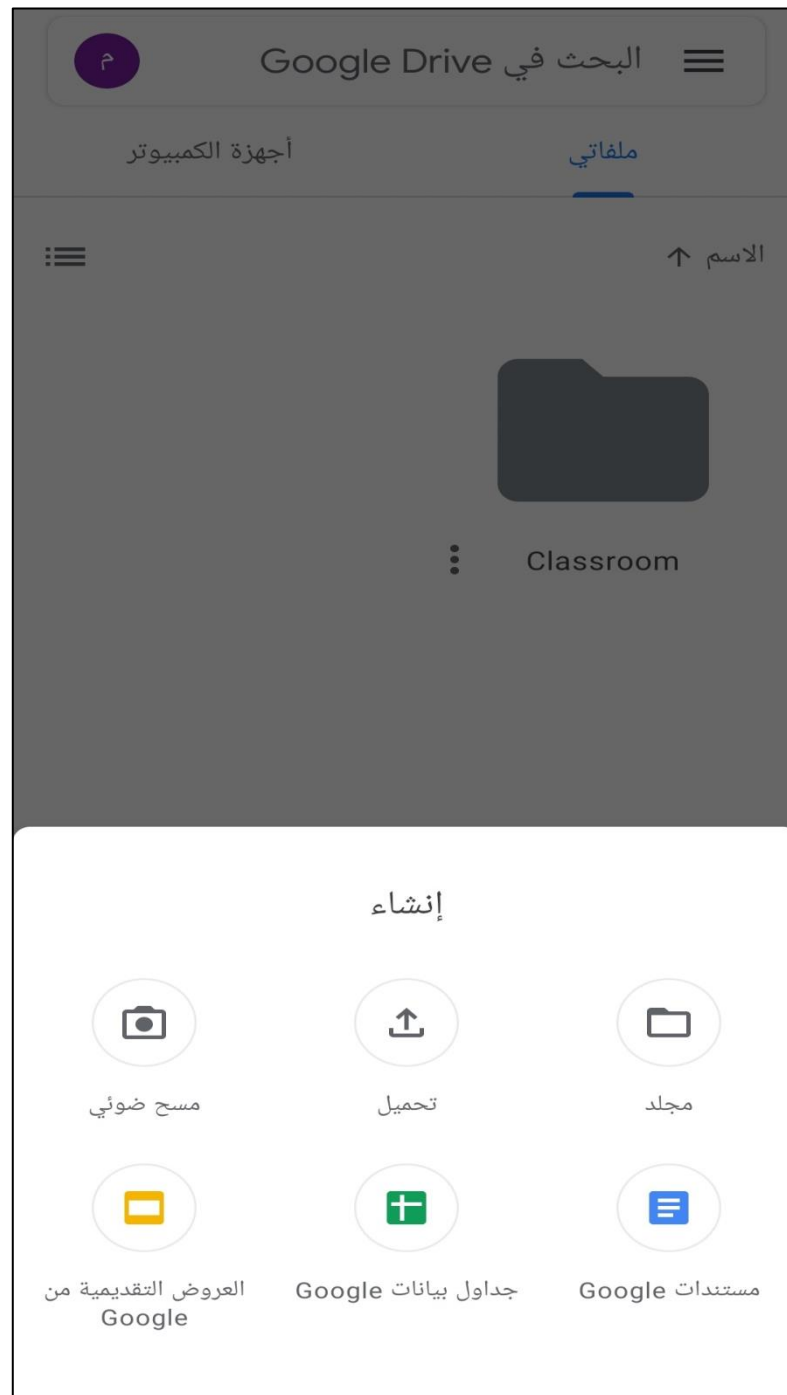 البحث في Google Drive
م
ملفاتي
أجهزة الكمبيوتر
الاسم
Classroom
إنشاء
مجلد
تحميل
مسح ضوئي
مستندات Google
جداول بيانات Google
العروض التقديمية من
Google